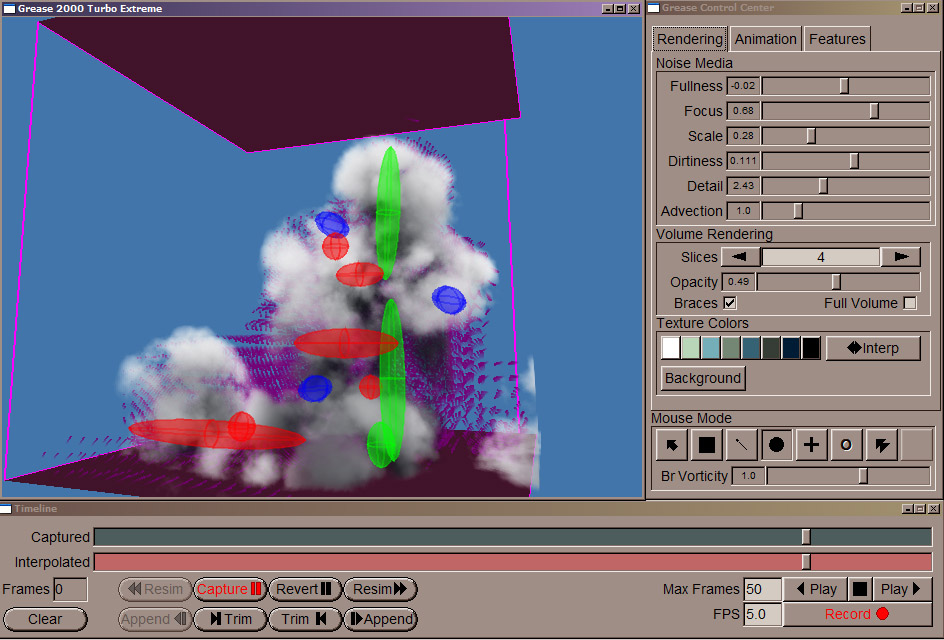 Grease 2000 Turbo Extreme
Grease Control Center
Rendering Animation Features
Noise Media
Fullness -0.02
Focus 0.68
Scale 0.28
Dirtiness 0.111
Detail 2.43
Advection 1.0
Volume Rendering
Slices 4
Opacity 0.49
Braces Full Volume
Texture Colors
Interp
Background
Mouse Mode
Br Vorticity 1.0
Timeline
Captured
Interpolated
Frames 0 Resim Capture Revert Resim Max Frames 50 Play Play
Clear Append Trim Trim Append FPS 5.0 Record